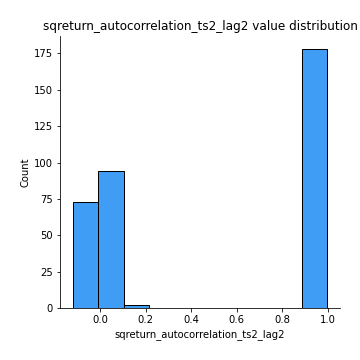 sqreturn_autocorrelation_ts2_lag2 value distribution
175
150
125
100
75
50
25
0
Count
0.0 0.2 0.4 0.6 0.8 1.0
sqreturn_autocorrelation_ts2_lag2